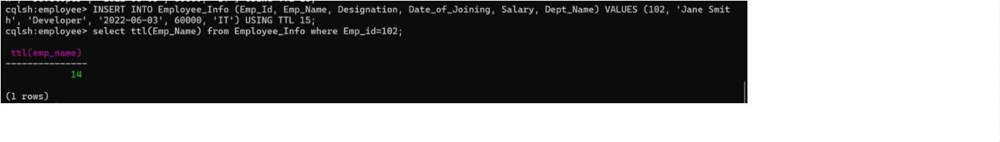 cqlsh:employee> INSERT INTO Employee_Info (Emp_Id, Emp_Name, Designation, Date_of_Joining, Salary, Dept_Name) VALUES (102, 'Jane Smit
h', 'Developer', '2022-06-03', 60000, 'IT') USING TTL 15;
cqlsh:employee> select ttl(Emp_Name) from Employee_Info where Emp_id=102;
ttl(emp_name)
---------------
14
(1 rows)